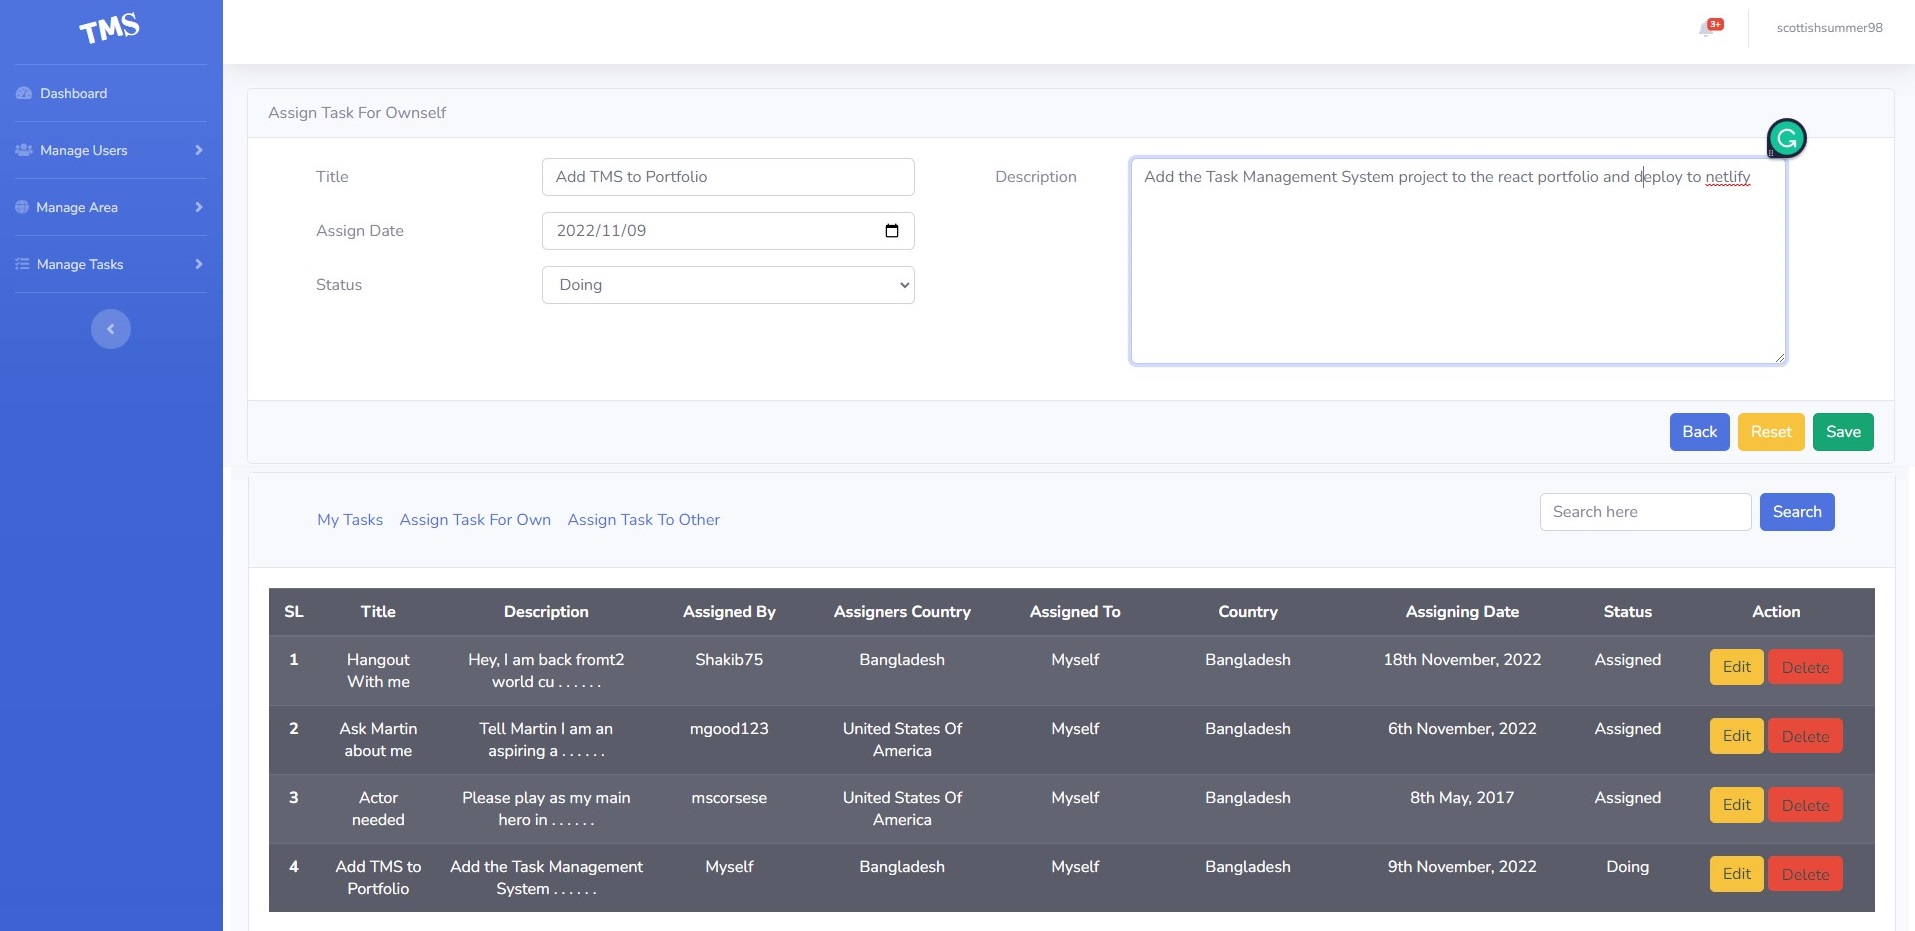 TMS
3+
scottishsummer98
Dashboard
Manage Users
Manage Area
Manage Tasks
Assign Task For Ownself
Title
Add TMS to Portfolio
Description
Add the Task Management System project to the react portfolio and deploy to netlify
Assign Date
2022/11/09
Status
Doing
Back Reset Save
My Tasks Assign Task For Own Assign Task To Other
Search here Search
SL Title Description Assigned By Assigners Country Assigned To Country Assigning Date Status Action
1 Hangout Hey, I am back fromt2 Shakib75 Bangladesh Myself Bangladesh 18th November, 2022 Assigned Edit Delete
With me world cu . . . . . .
2 Ask Martin Tell Martin I am an mgood123 United States Of Myself Bangladesh 6th November, 2022 Assigned Edit Delete
about me aspiring a . . . . . . America
3 Actor Please play as my main mscorsese United States Of Myself Bangladesh 8th May, 2017 Assigned Edit Delete
needed hero in . . . . . . America
4 Add TMS to Add the Task Management Myself Bangladesh Myself Bangladesh 9th November, 2022 Doing Edit Delete
Portfolio System . . . . . .